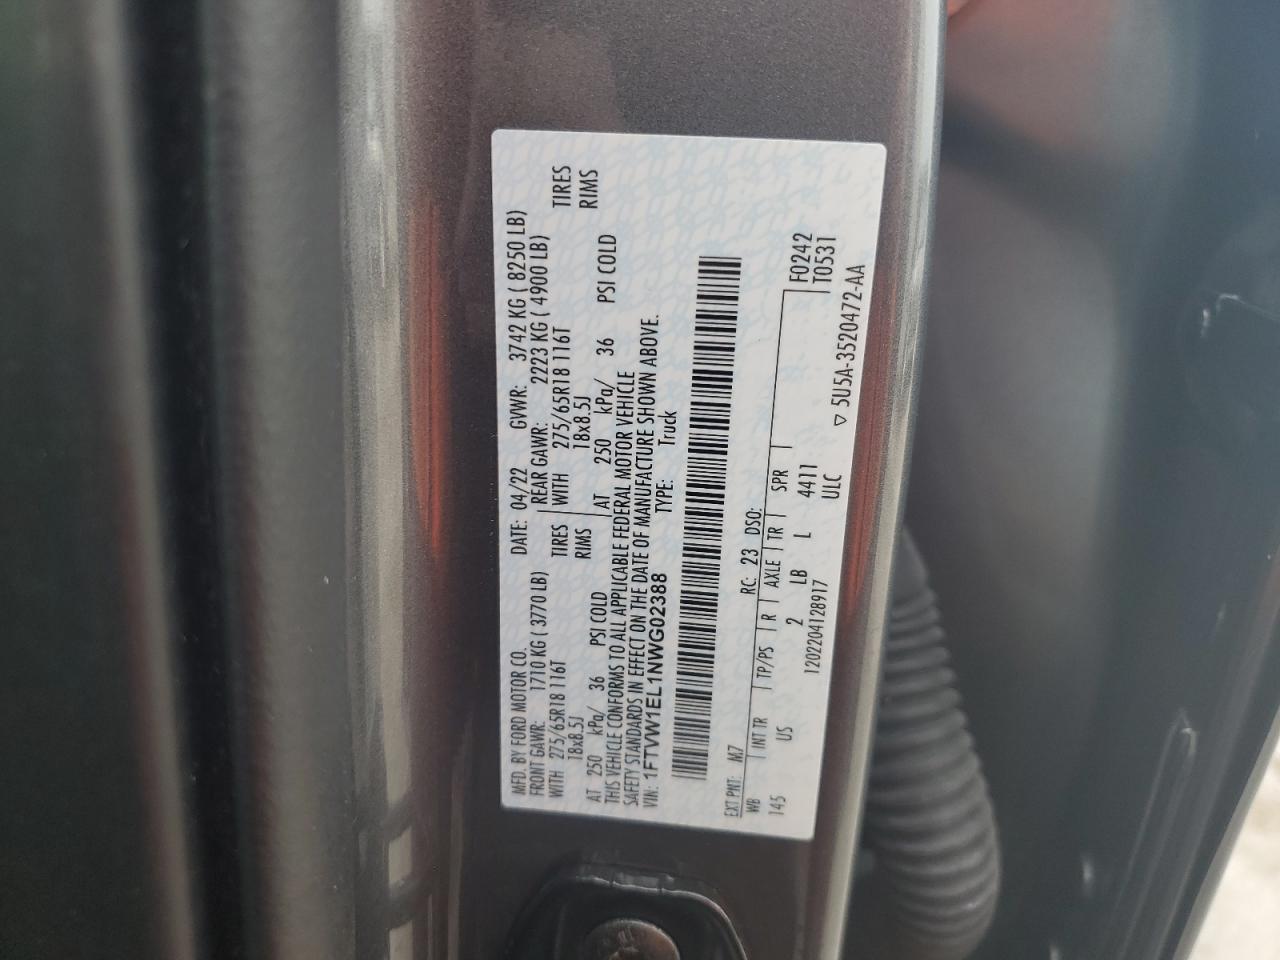 MFD. BY FORD MOTOR CO. DATE: 04/22 GVWR: 3742 KG ( 8250 LB)
FRONT GAWR: 1710 KG ( 3770 LB) REAR GAWR: 2223 KG ( 4900 LB)
WITH 275/65R18 116T TIRES WITH 275/65R18 116T TIRES
18x8.5J RIMS 18x8.5J RIMS
AT 250 kPa/ 36 PSI COLD AT 250 kPa/ 36 PSI COLD
THIS VEHICLE CONFORMS TO ALL APPLICABLE FEDERAL MOTOR VEHICLE
SAFETY STANDARDS IN EFFECT ON THE DATE OF MANUFACTURE SHOWN ABOVE.
VIN: 1FTVW1EL1NWG02388 TYPE: Truck
EXT PNT: M7 RC: 23 DSO:
WB INT TR TP/PS R AXLE TR SPR F0242
145 US 2 LB L 4411 T0531
1202204128917 ULC
▽ 5U5A-3520472-AA